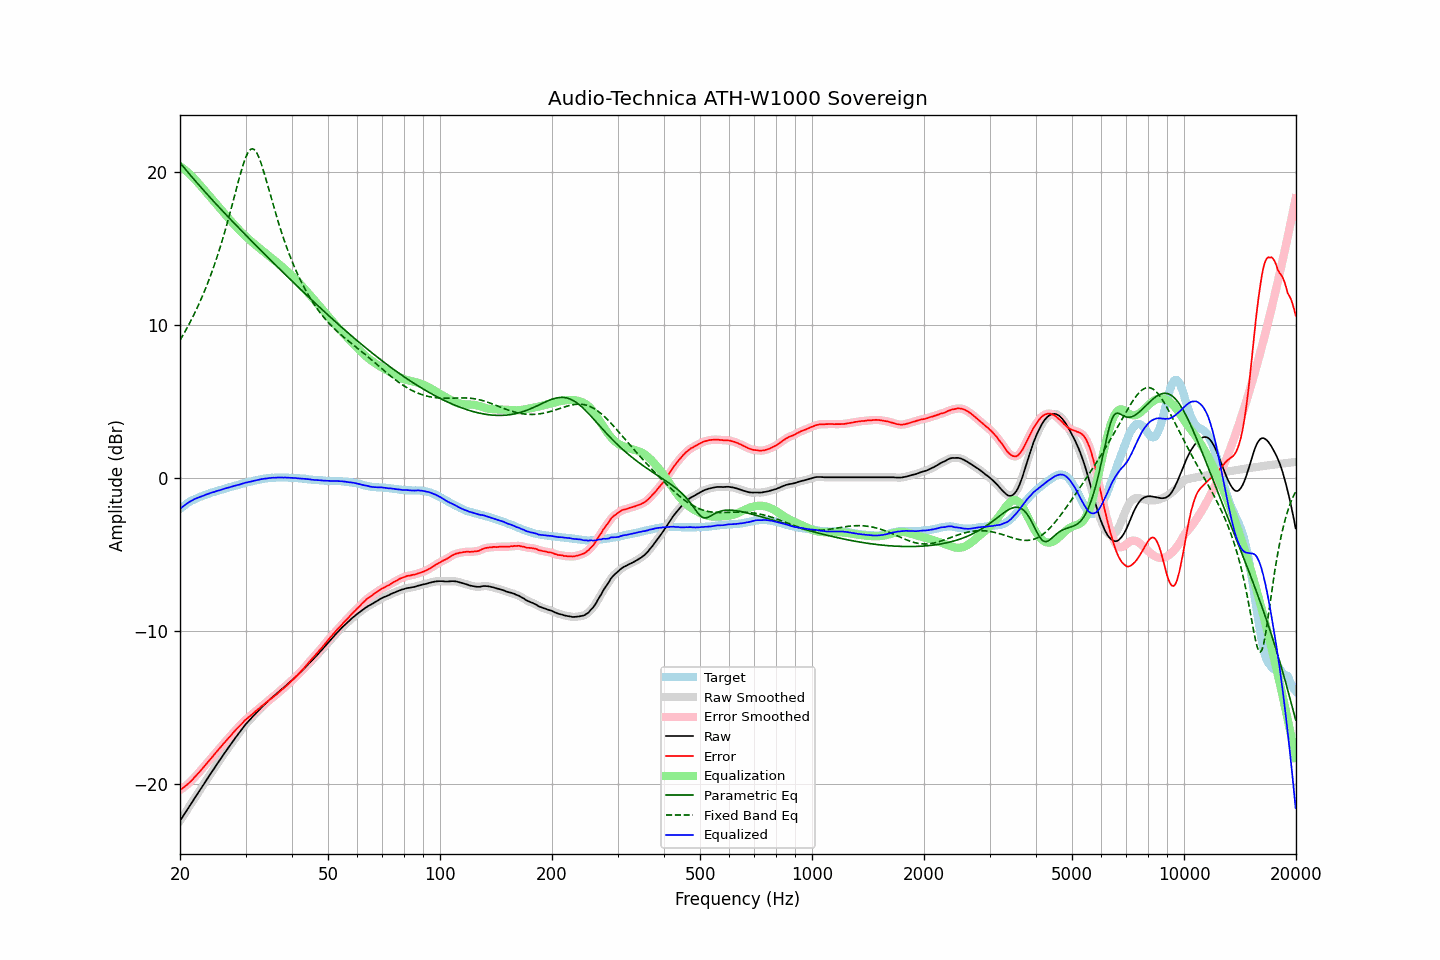 Audio-Technica ATH-W1000 Sovereign
Amplitude (dBr)
20
10
0
−10
−20
Target
Raw Smoothed
Error Smoothed
Raw
Error
Equalization
Parametric Eq
Fixed Band Eq
Equalized
20 50 100 200 500 1000 2000 5000 10000 20000
Frequency (Hz)